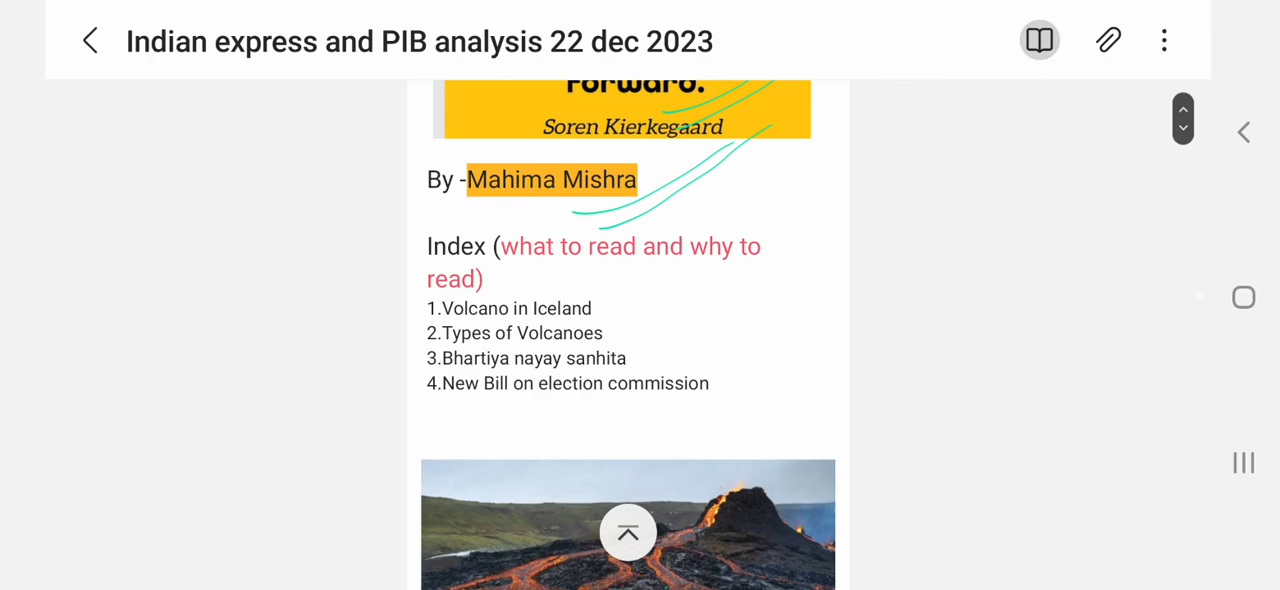 Indian express and PIB analysis 22 dec 2023
Forward.
Soren Kierkegaard
By -Mahima Mishra
Index (what to read and why to
read)
1.Volcano in Iceland
2.Types of Volcanoes
3.Bhartiya nayay sanhita
4.New Bill on election commission